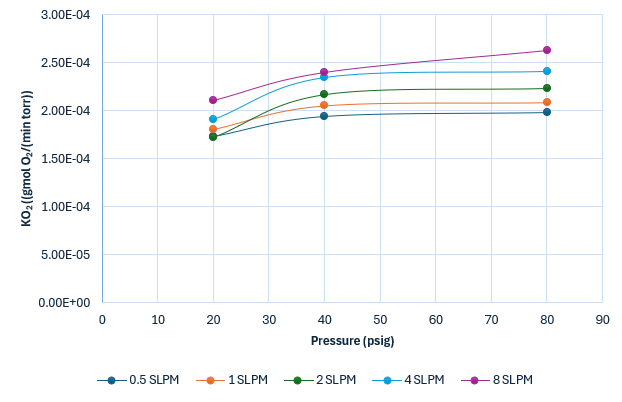 3.00E-04
2.50E-04
2.00E-04
1.50E-04
1.00E-04
5.00E-05
0.00E+00
KO₂((gmol O₂/(min torr))
0 10 20 30 40 50 60 70 80 90
Pressure (psig)
0.5 SLPM 1 SLPM 2 SLPM 4 SLPM 8 SLPM